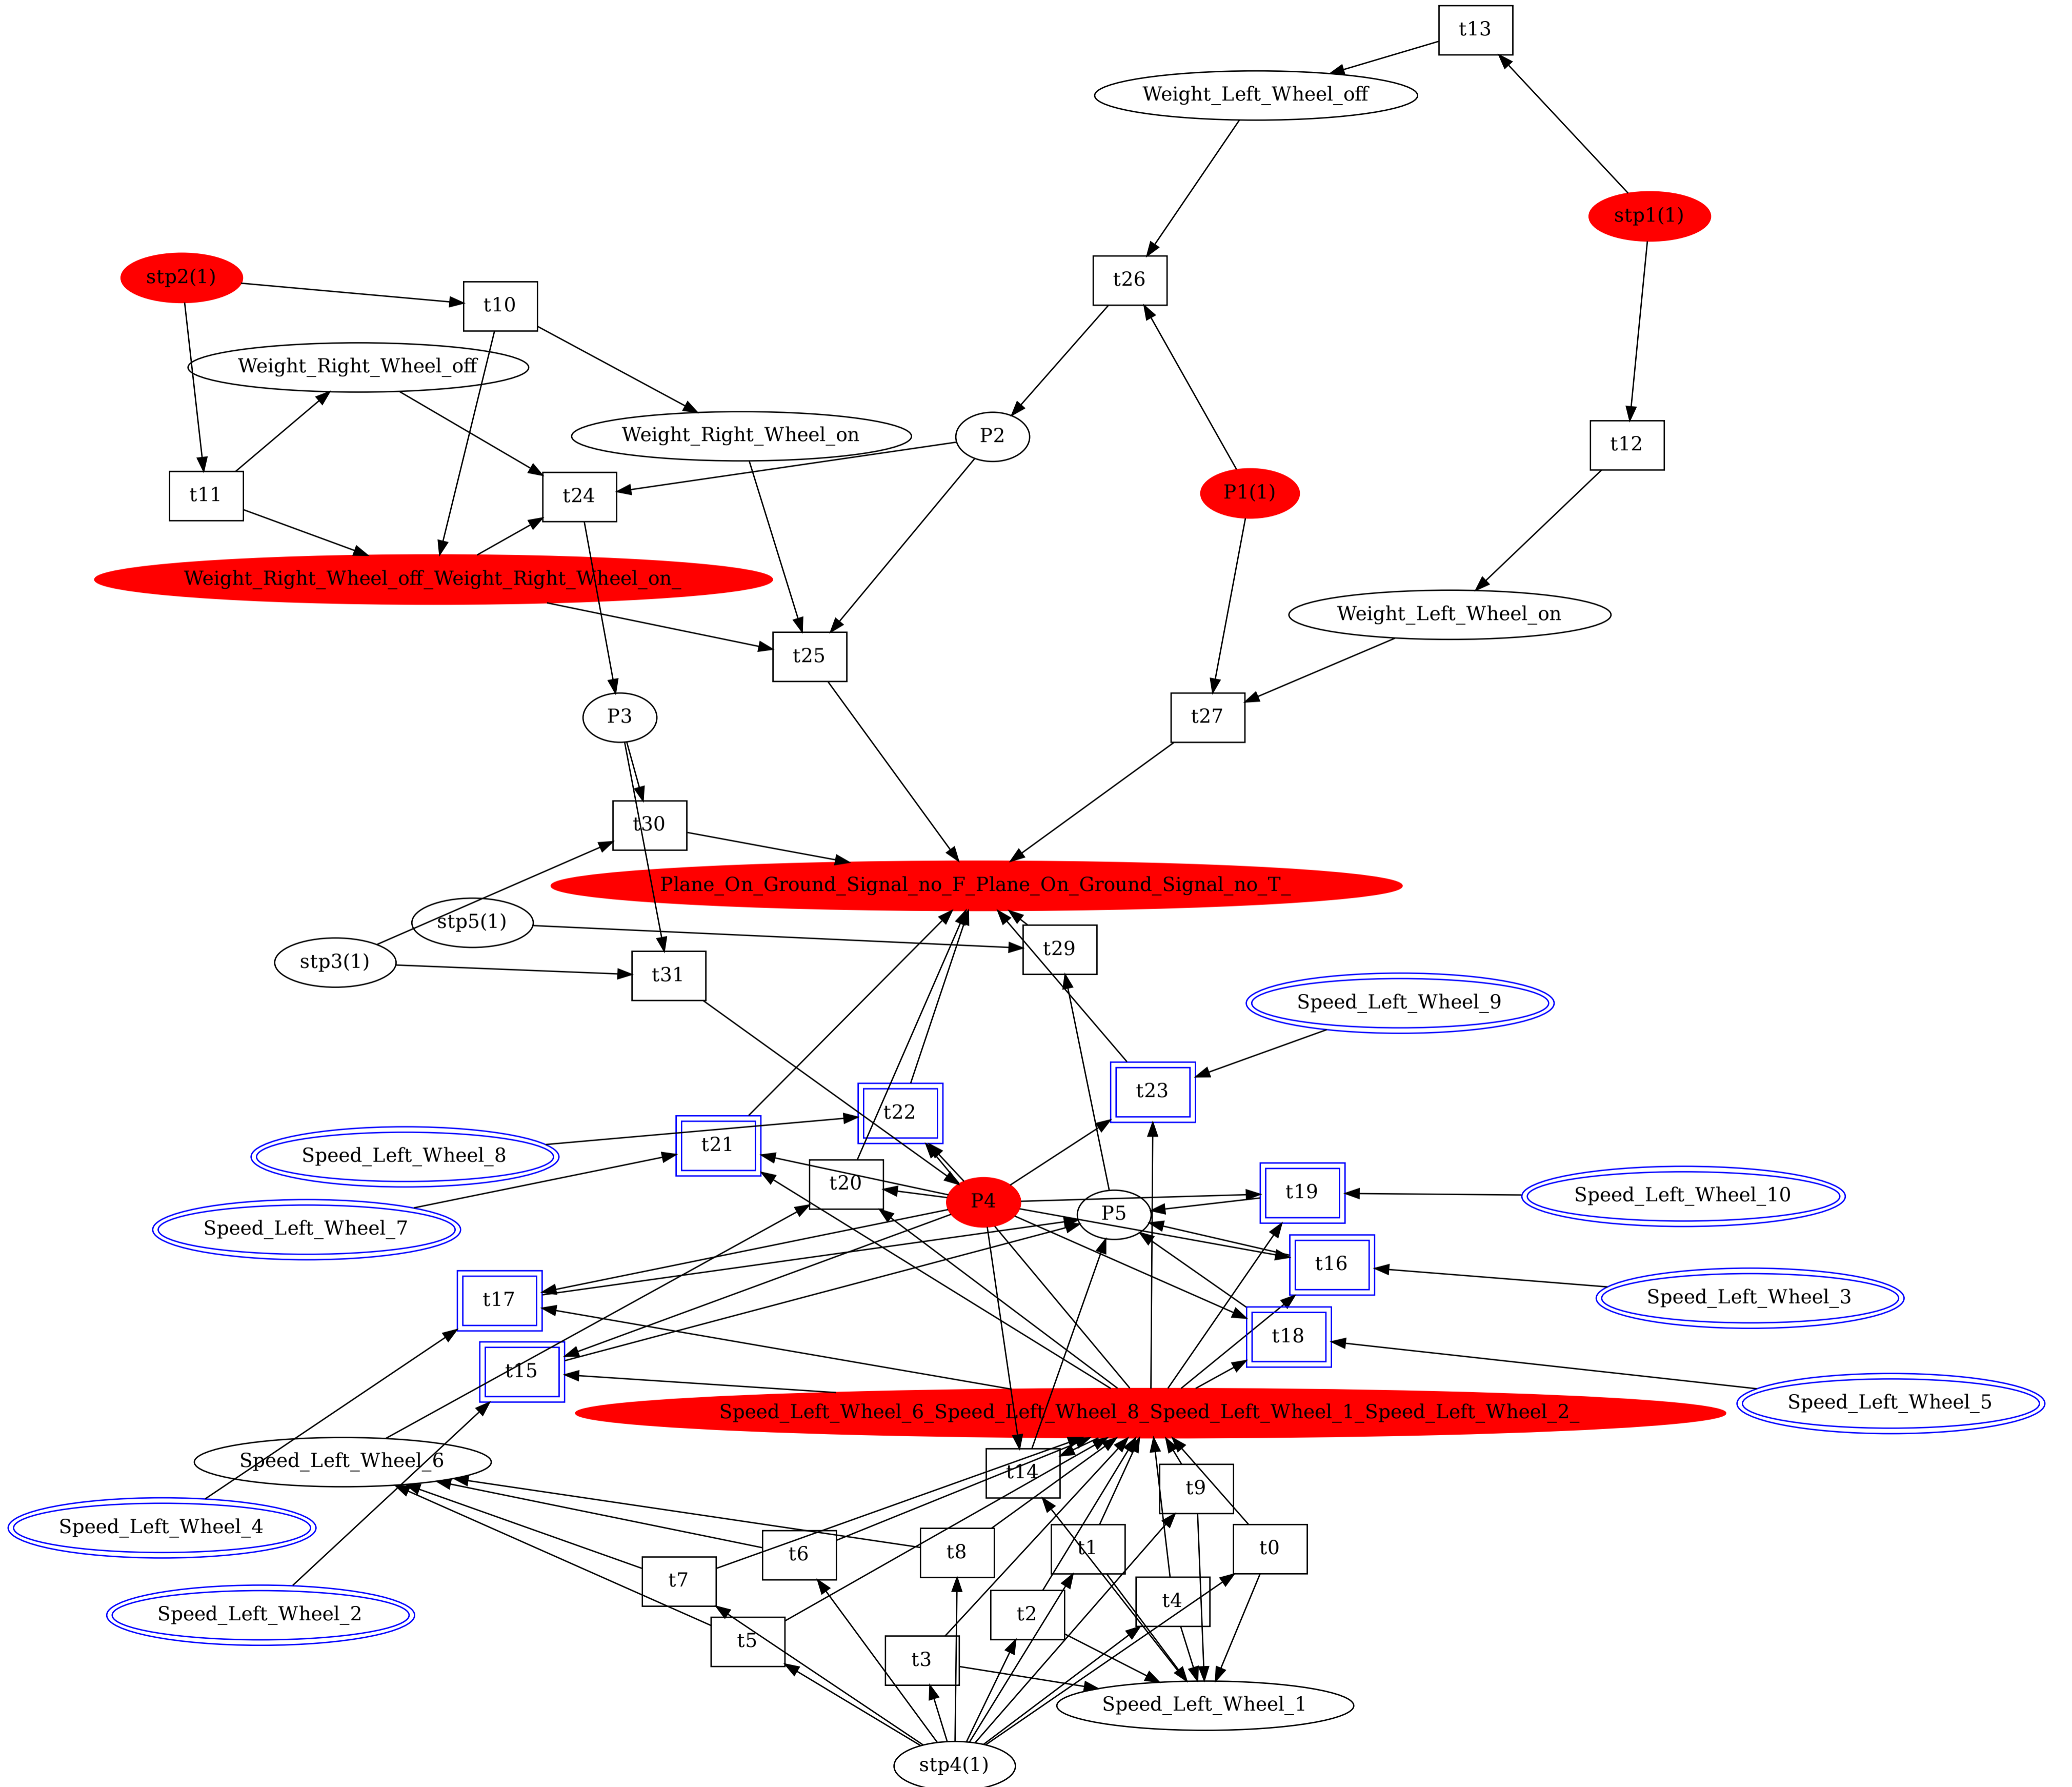 t13
Weight_Left_Wheel_off
stp1(1)
stp2(1)
t26
t10
Weight_Right_Wheel_off
Weight_Right_Wheel_on
P2
t12
t11
t24
P1(1)
Weight_Right_Wheel_off_Weight_Right_Wheel_on_
Weight_Left_Wheel_on
t25
P3
t27
t30
Plane_On_Ground_Signal_no_F_Plane_On_Ground_Signal_no_T_
stp5(1)
t29
stp3(1)
t31
Speed_Left_Wheel_9
t23
t22
t21
Speed_Left_Wheel_8
t20
t19
Speed_Left_Wheel_10
P4
P5
Speed_Left_Wheel_7
t16
t17
Speed_Left_Wheel_3
t18
t15
Speed_Left_Wheel_5
Speed_Left_Wheel_6_Speed_Left_Wheel_8_Speed_Left_Wheel_1_Speed_Left_Wheel_2_
Speed_Left_Wheel_6
t14
t9
Speed_Left_Wheel_4
t1
t0
t8
t6
t7
t4
Speed_Left_Wheel_2
t2
t5
t3
Speed_Left_Wheel_1
stp4(1)